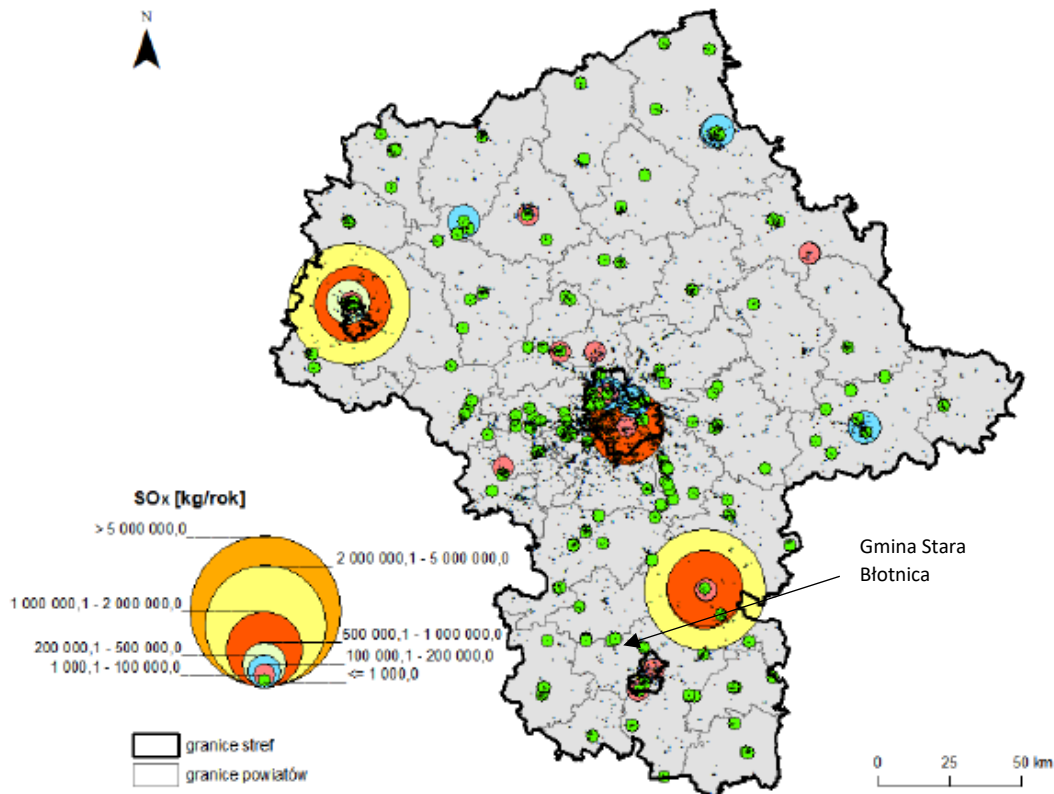 N
SOx [kg/rok]
> 5 000 000,0
2 000 000,1 - 5 000 000,0
1 000 000,1 - 2 000 000,0
500 000,1 - 1 000 000,0
200 000,1 - 500 000,0
100 000,1 - 200 000,0
1 000,1 - 100 000,0
<= 1 000,0
Gmina Stara
Błotnica
granice stref
granice powiatów
0 25 50 km